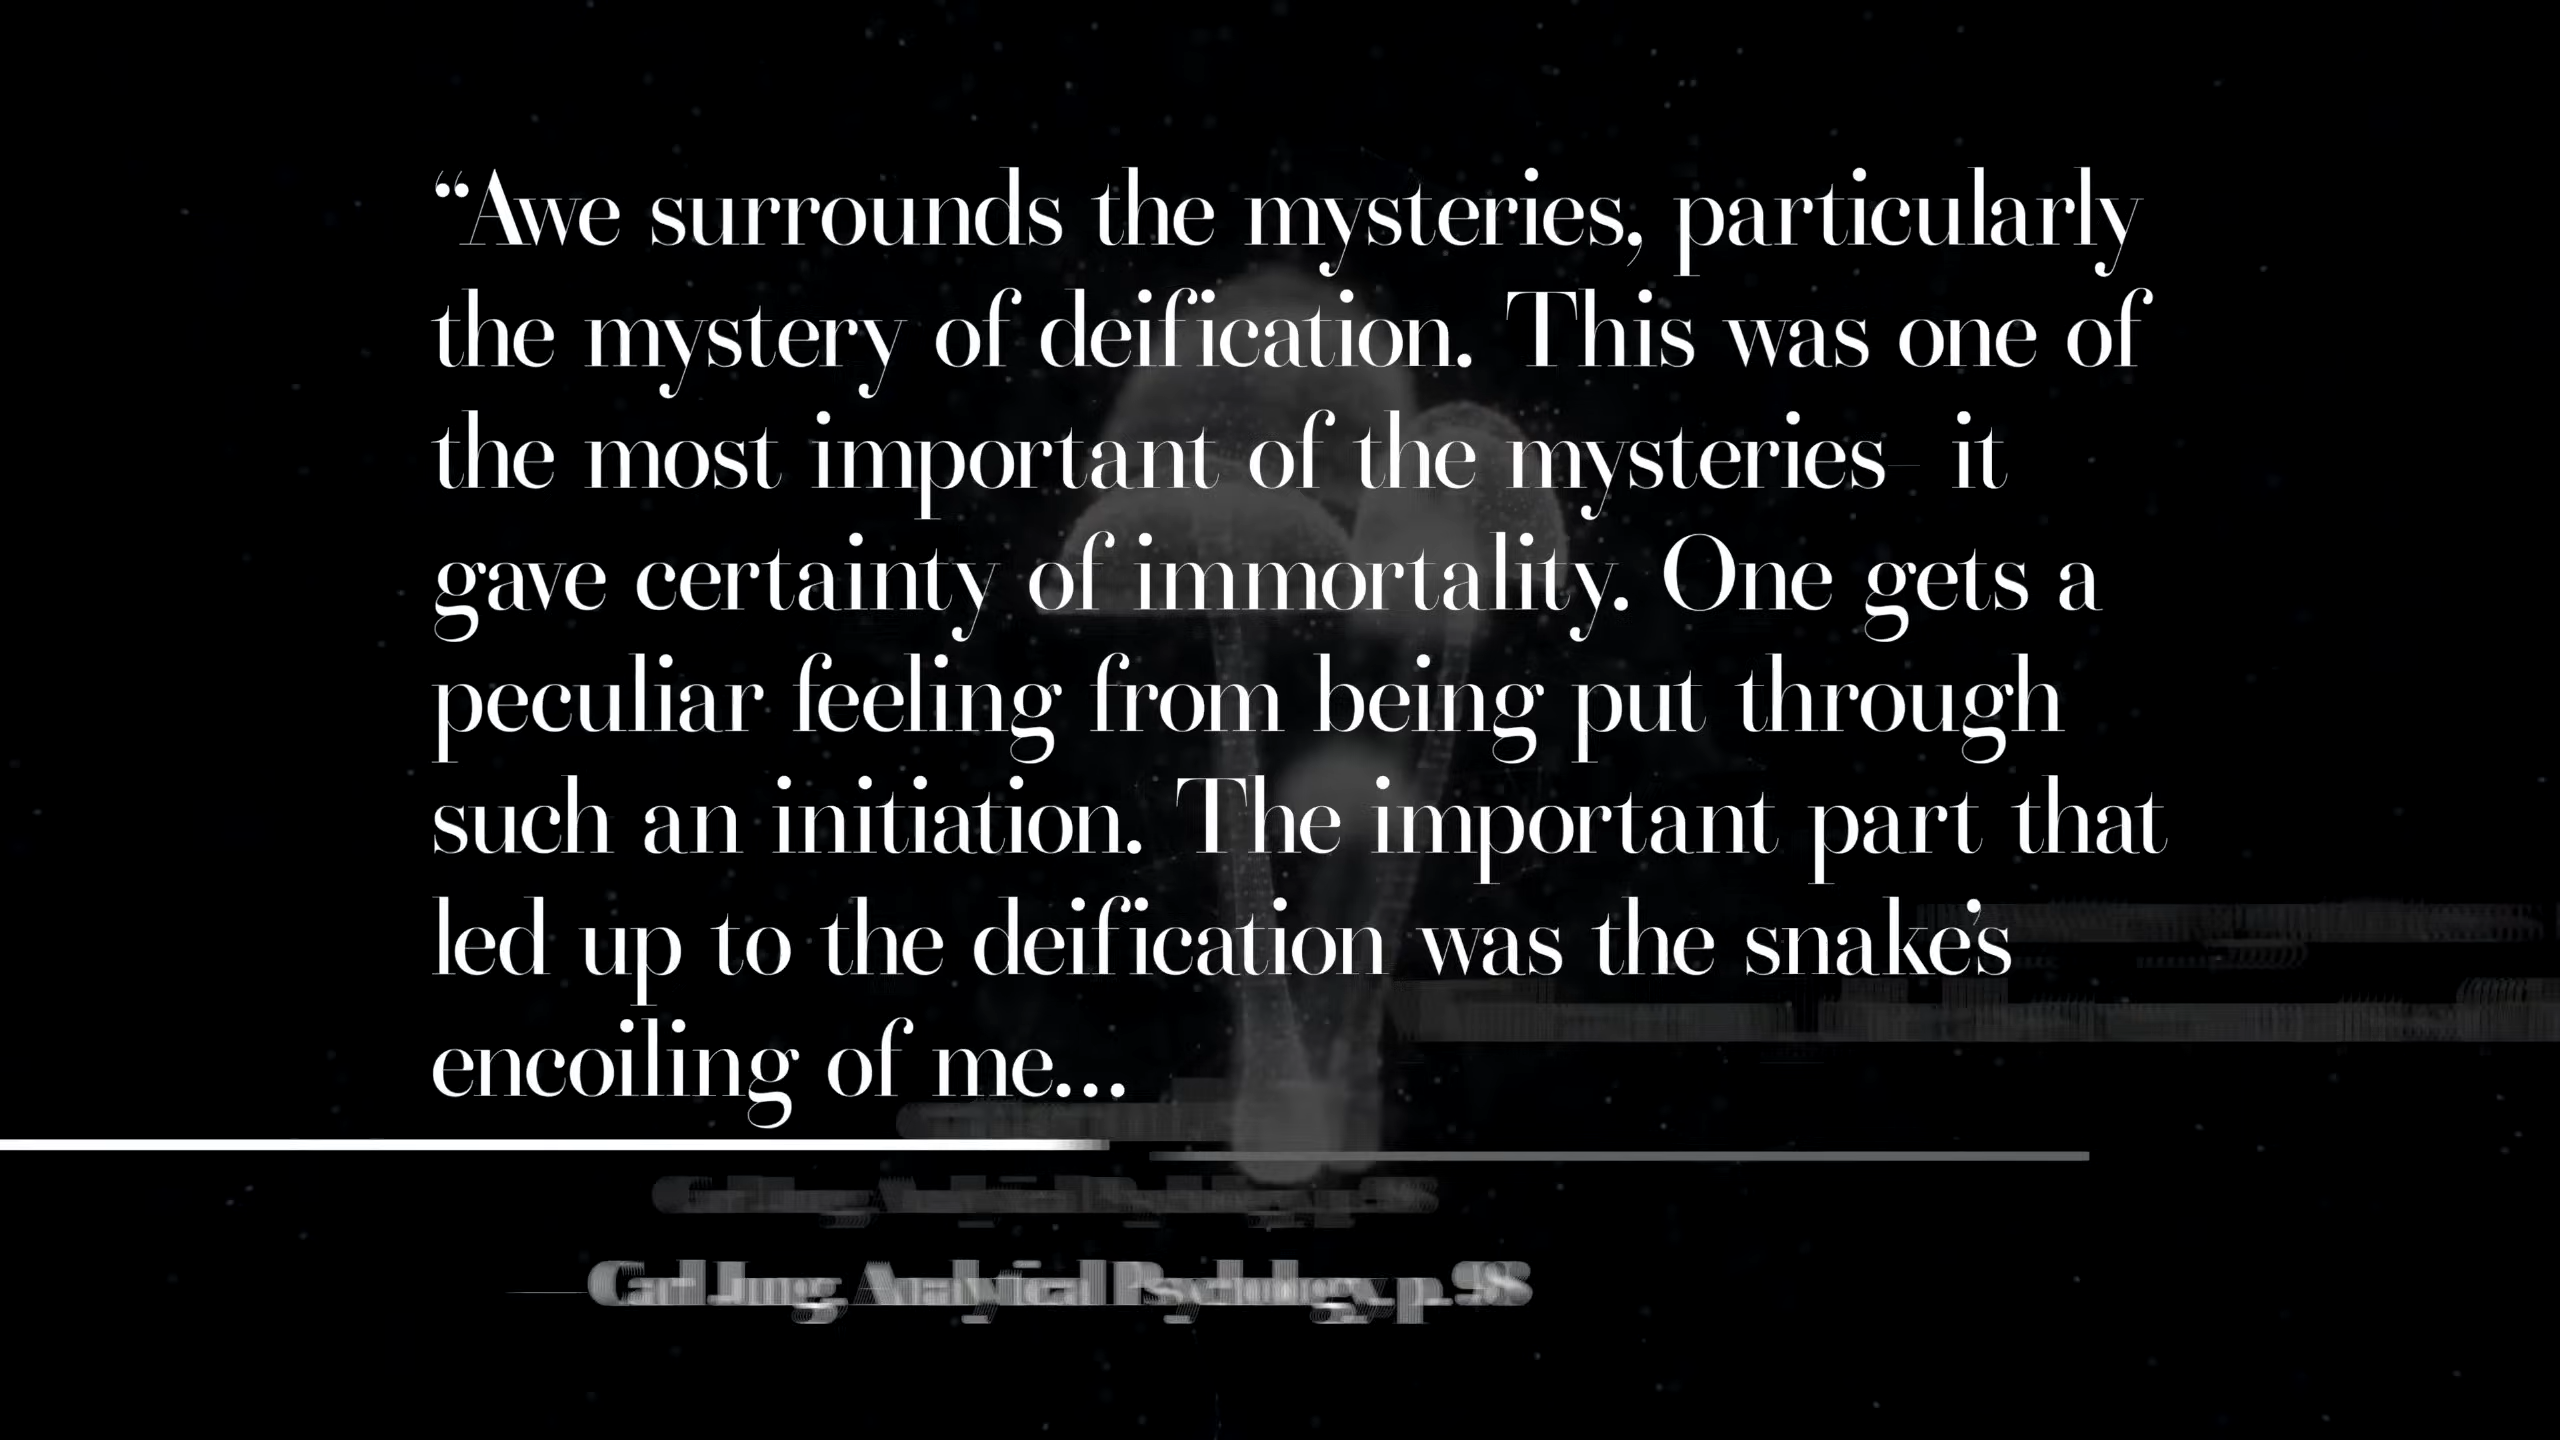 “Awe surrounds the mysteries, particularly
the mystery of deification. This was one of
the most important of the mysteries– it
gave certainty of immortality. One gets a
peculiar feeling from being put through
such an initiation. The important part that
led up to the deification was the snake’s
encoiling of me...
Carl Jung, Analytical Psychology, p. 98